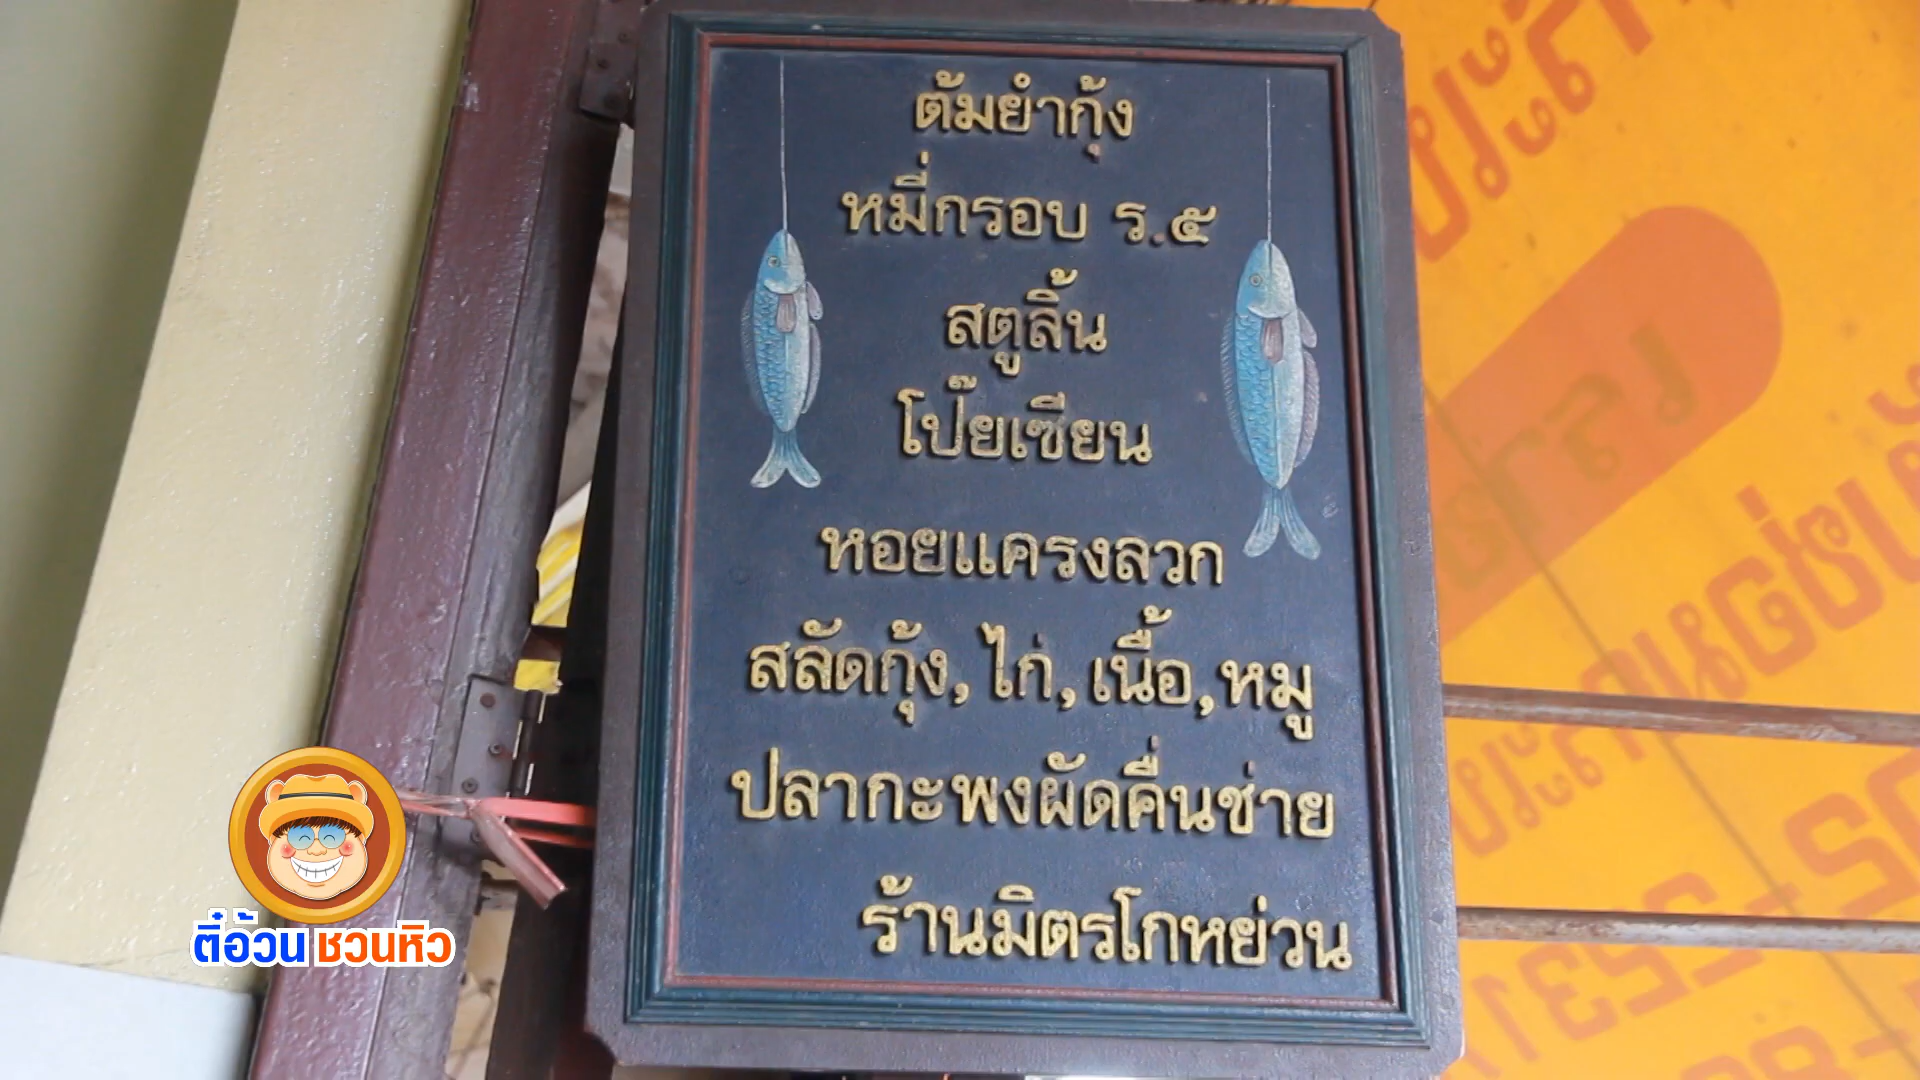 ต้มยำกุ้ง
หมี่กรอบ ร.๕
สตูลิ้น
โป๊ยเซียน
หอยแครงลวก
สลัดกุ้ง, ไก่, เนื้อ, หมู
ปลากะพงผัดคื่นช่าย
ร้านมิตรโกหย่วน
ตี๋อ้วน ชวนหิว